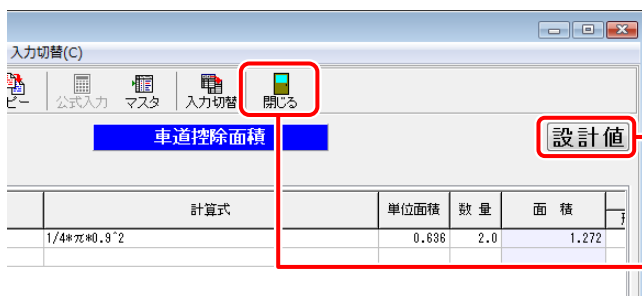 入力切替(C)
ピー 公式入力 マスタ 入力切替 閉じる
車道控除面積 設計値
計算式 単位面積 数 量 面 積
1/4*π*0.9^2 0.636 2.0 1.272